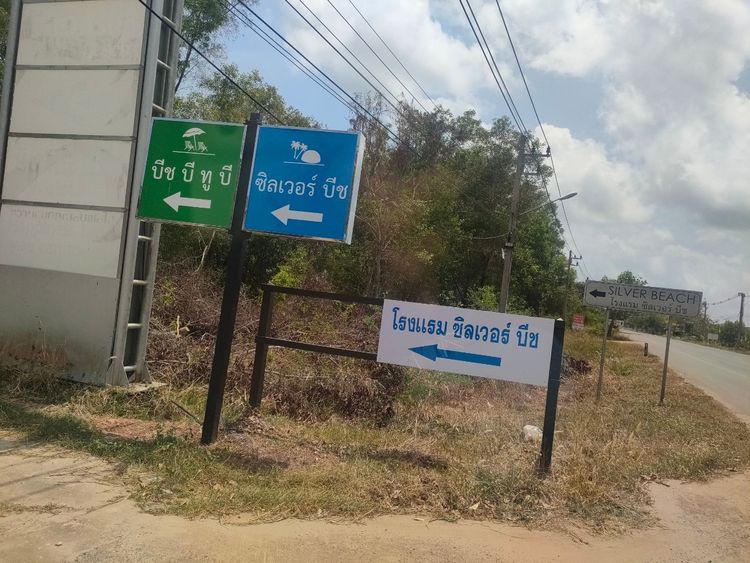 บีช บี ทู บี
ซิลเวอร์ บีช
โรงแรม ซิลเวอร์ บีช
SILVER BEACH
โรงแรม ซิลเวอร์ บีช